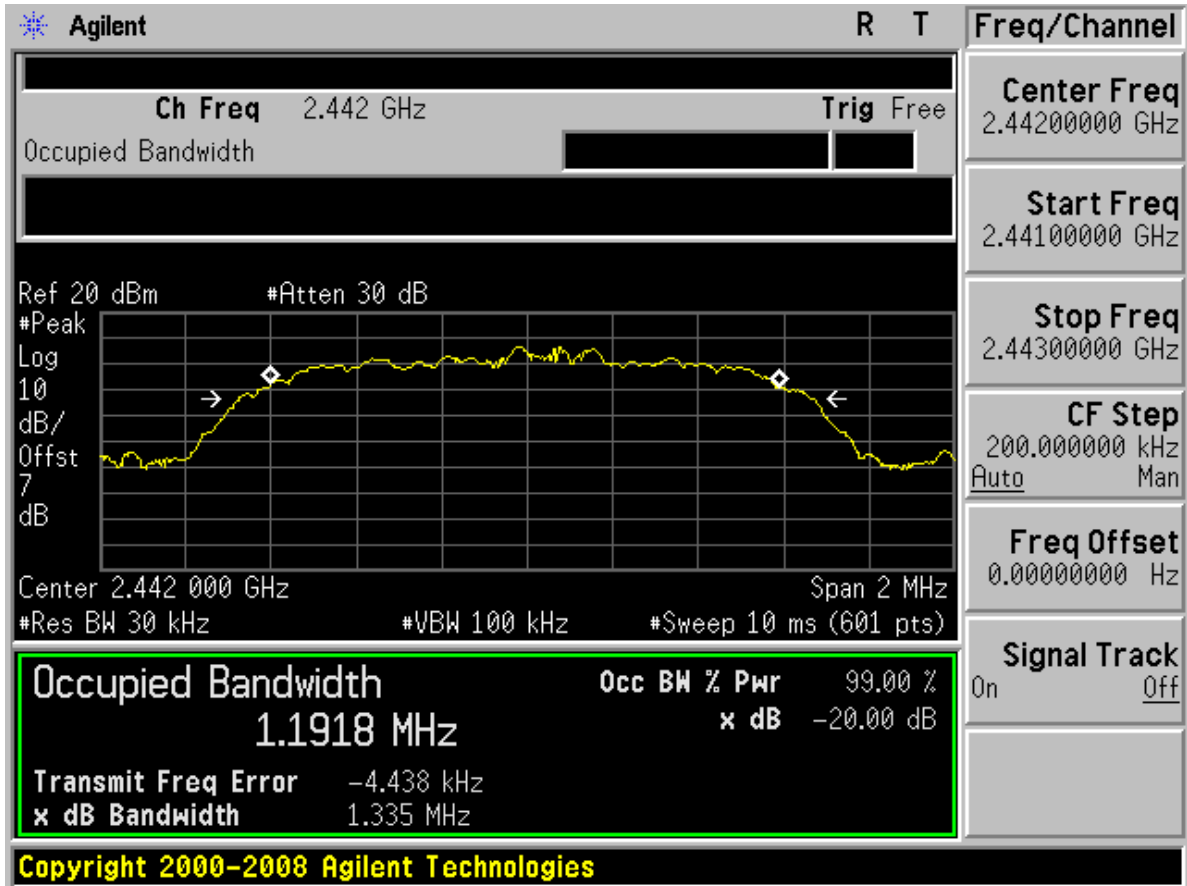 Agilent R T
Ch Freq 2.442 GHz Trig Free
Occupied Bandwidth
Ref 20 dBm #Atten 30 dB
#Peak
Log
10
dB/
Offst
7
dB
Center 2.442 000 GHz Span 2 MHz
#Res BW 30 kHz #VBW 100 kHz #Sweep 10 ms (601 pts)
Occupied Bandwidth
1.1918 MHz
Occ BW % Pwr 99.00 %
x dB -20.00 dB
Transmit Freq Error -4.438 kHz
x dB Bandwidth 1.335 MHz
Copyright 2000-2008 Agilent Technologies
Freq/Channel
Center Freq
2.44200000 GHz
Start Freq
2.44100000 GHz
Stop Freq
2.44300000 GHz
CF Step
200.000000 kHz
Auto Man
Freq Offset
0.00000000 Hz
Signal Track
On Off